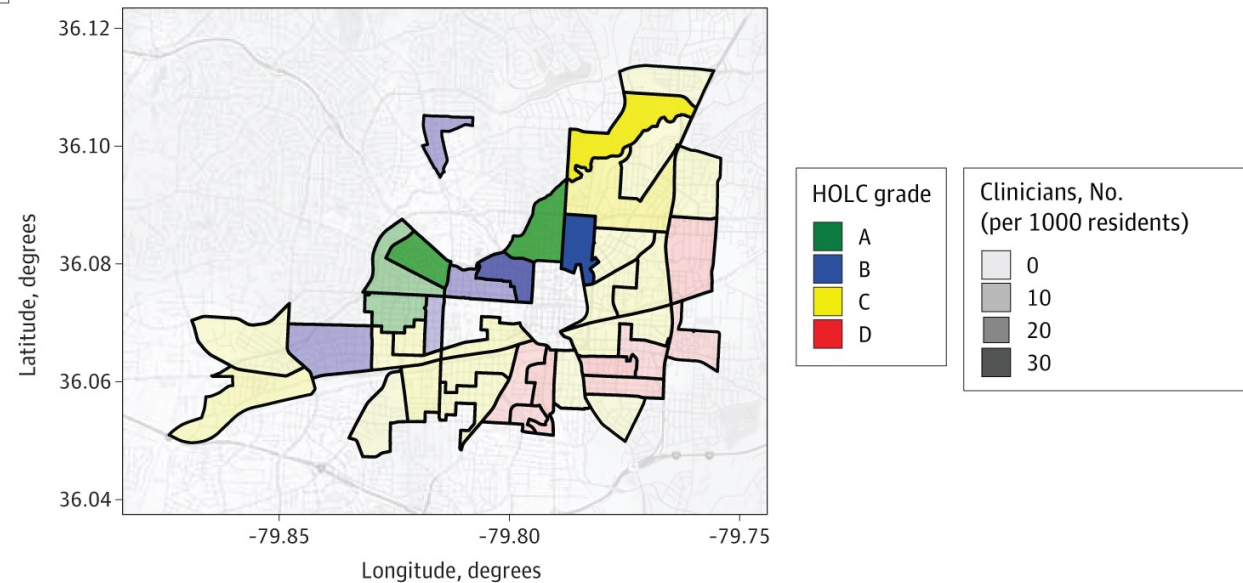 36.12
36.10
36.08
36.06
36.04
Latitude, degrees
-79.85
-79.80
-79.75
Longitude, degrees
HOLC grade
A
B
C
D
Clinicians, No.
(per 1000 residents)
0
10
20
30